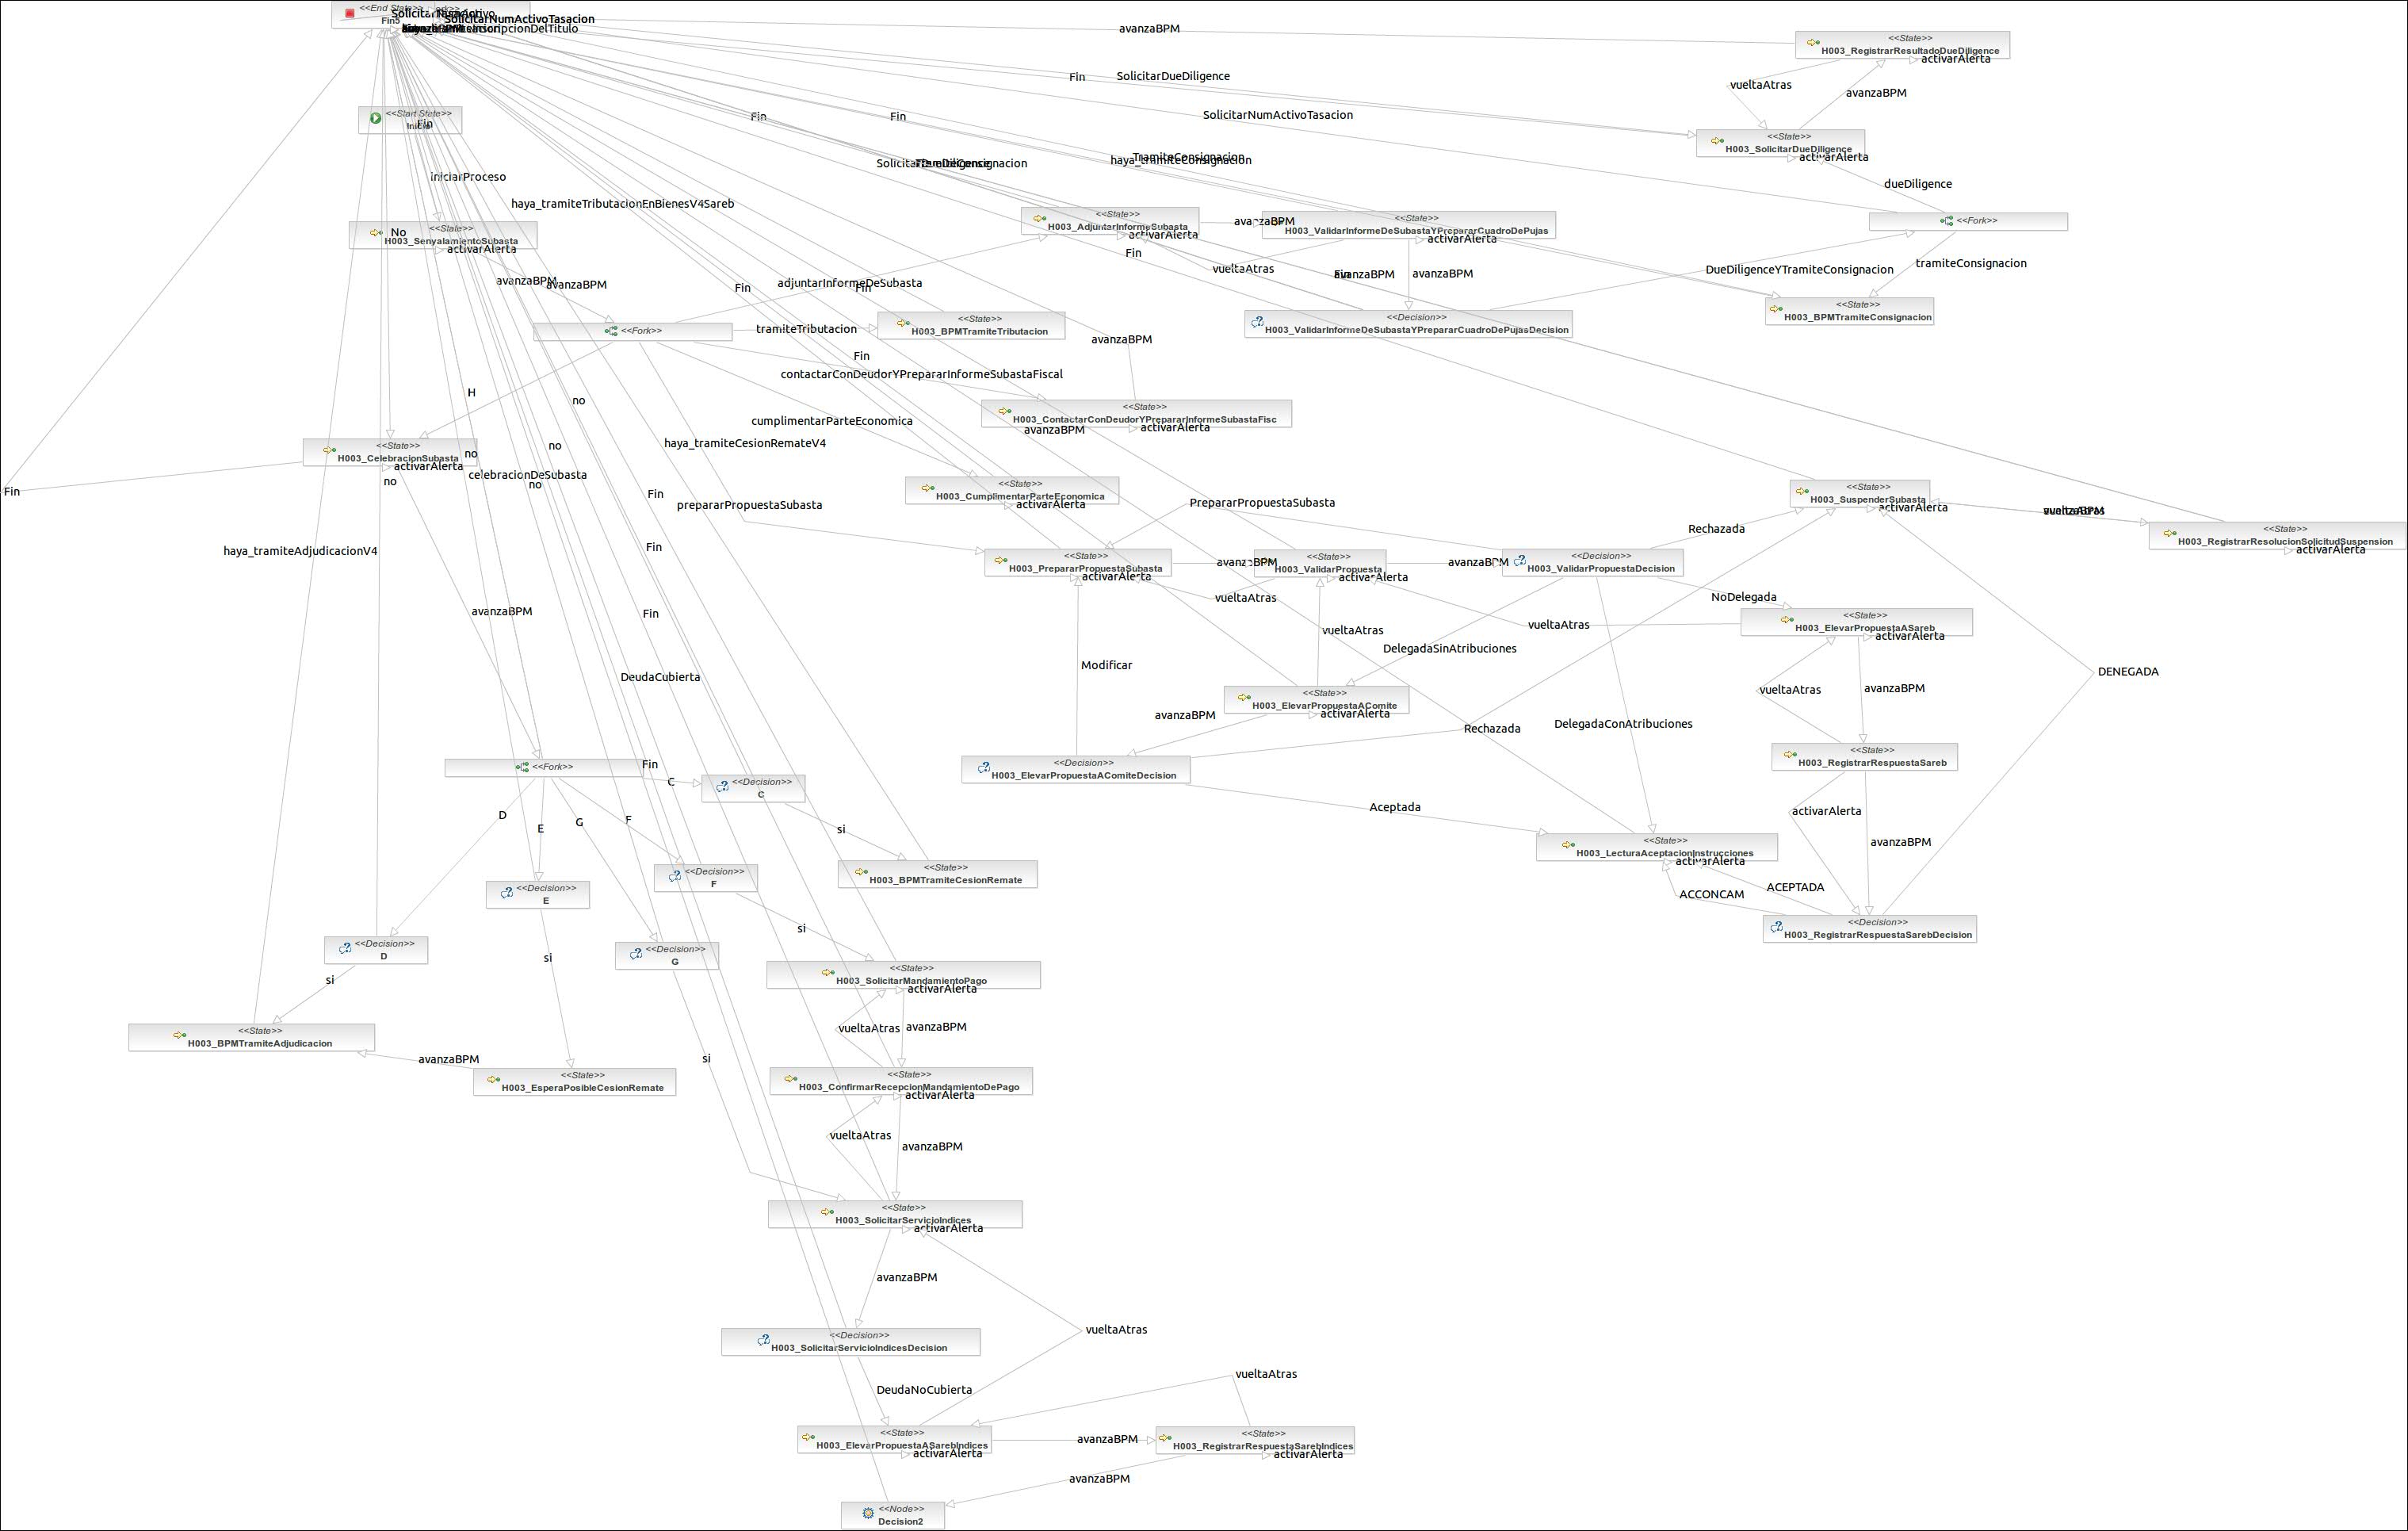 <<End State>>
Fin5
SolicitarNumActivo
SolicitarNumActivoTasacion
avanzaBPM
<<State>>
H003_RegistrarResultadoDueDiligence
activarAlerta
Fin
SolicitarDueDiligence
vueltaAtras
avanzaBPM
<<Start State>>
Inicio
Fin
Fin
Fin
SolicitarNumActivoTasacion
<<State>>
H003_SolicitarDueDiligence
activarAlerta
haya_tramiteConsignacion
TramiteConsignacion
iniciarProceso
dueDiligence
haya_tramiteTributacionEnBienesV4Sareb
<<State>>
H003_SenyalamientoSubasta
activarAlerta
No
<<State>>
H003_AdjuntarInformeSubasta
activarAlerta
avanzaBPM
<<State>>
H003_ValidarInformeDeSubastaYPrepararCuadroDePujas
activarAlerta
<<Fork>>
Fin
vueltaAtras
avanzaBPM
Fin
avanzaBPM
DueDiligenceYTramiteConsignacion
tramiteConsignacion
avanzaBPM
avanzaBPM
Fin
adjuntarInformeDeSubasta
Fin
<<Fork>>
tramiteTributacion
<<State>>
H003_BPMTramiteTributacion
avanzaBPM
<<Decision>>
H003_ValidarInformeDeSubastaYPrepararCuadroDePujasDecision
<<State>>
H003_BPMTramiteConsignacion
Fin
contactarConDeudorYPrepararInformeSubastaFiscal
H
no
<<State>>
H003_ContactarConDeudorYPrepararInformeSubastaFisc
activarAlerta
avanzaBPM
cumplimentarParteEconomica
haya_tramiteCesionRemateV4
<<State>>
H003_CelebracionSubasta
activarAlerta
no
no
no
celebracionDeSubasta
no
Fin
Fin
<<State>>
H003_CumplimentarParteEconomica
activarAlerta
prepararPropuestaSubasta
PrepararPropuestaSubasta
<<State>>
H003_SuspenderSubasta
activarAlerta
vueltaAtras
avanzaBPM
<<State>>
H003_RegistrarResolucionSolicitudSuspension
activarAlerta
Rechazada
haya_tramiteAdjudicacionV4
Fin
<<State>>
H003_PrepararPropuestaSubasta
activarAlerta
avanzaBPM
<<State>>
H003_ValidarPropuesta
activarAlerta
avanzaBPM
<<Decision>>
H003_ValidarPropuestaDecision
vueltaAtras
NoDelegada
avanzaBPM
Fin
vueltaAtras
vueltaAtras
<<State>>
H003_ElevarPropuestaASareb
activarAlerta
DelegadaSinAtribuciones
Modificar
DeudaCubierta
DENEGADA
vueltaAtras
avanzaBPM
<<State>>
H003_ElevarPropuestaAComite
activarAlerta
avanzaBPM
Rechazada
DelegadaConAtribuciones
<<State>>
H003_RegistrarRespuestaSareb
<<Fork>>
Fin
C
<<Decision>>
C
<<Decision>>
H003_ElevarPropuestaAComiteDecision
Aceptada
activarAlerta
avanzaBPM
D
E
G
F
si
<<State>>
H003_LecturaAceptacionInstrucciones
activarAlerta
<<Decision>>
E
<<Decision>>
F
<<State>>
H003_BPMTramiteCesionRemate
ACEPTADA
ACCONCAM
<<Decision>>
H003_RegistrarRespuestaSarebDecision
si
<<Decision>>
D
<<Decision>>
G
si
si
<<State>>
H003_SolicitarMandamientoPago
activarAlerta
<<State>>
H003_BPMTramiteAdjudicacion
vueltaAtras
avanzaBPM
avanzaBPM
<<State>>
H003_EsperaPosibleCesionRemate
si
<<State>>
H003_ConfirmarRecepcionMandamientoDePago
activarAlerta
vueltaAtras
avanzaBPM
<<State>>
H003_SolicitarServicioIndices
activarAlerta
avanzaBPM
vueltaAtras
<<Decision>>
H003_SolicitarServicioIndicesDecision
DeudaNoCubierta
vueltaAtras
<<State>>
H003_ElevarPropuestaASarebIndices
activarAlerta
avanzaBPM
<<State>>
H003_RegistrarRespuestaSarebIndices
activarAlerta
avanzaBPM
<<Node>>
Decision2